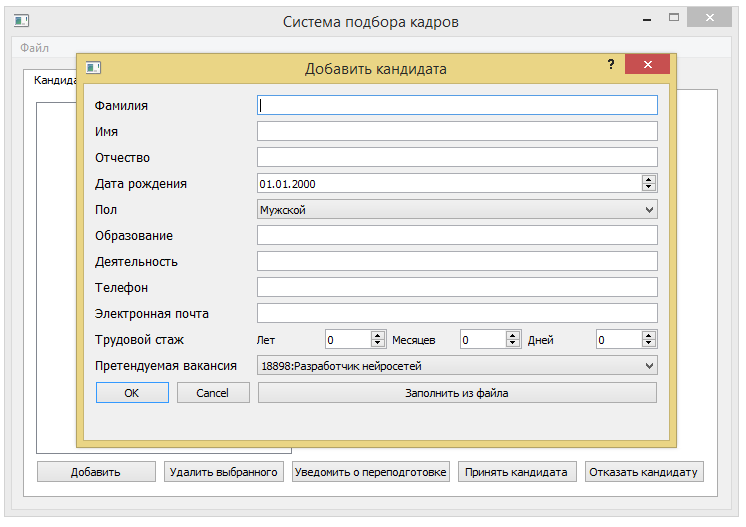 Система подбора кадров
Файл
Добавить кандидата
?
Фамилия
Имя
Отчество
Дата рождения 01.01.2000
Пол Мужской
Образование
Деятельность
Телефон
Электронная почта
Трудовой стаж Лет 0 Месяцев 0 Дней 0
Претендуемая вакансия 18898:Разработчик нейросетей
OK Cancel Заполнить из файла
Добавить Удалить выбранного Уведомить о переподготовке Принять кандидата Отказать кандидату